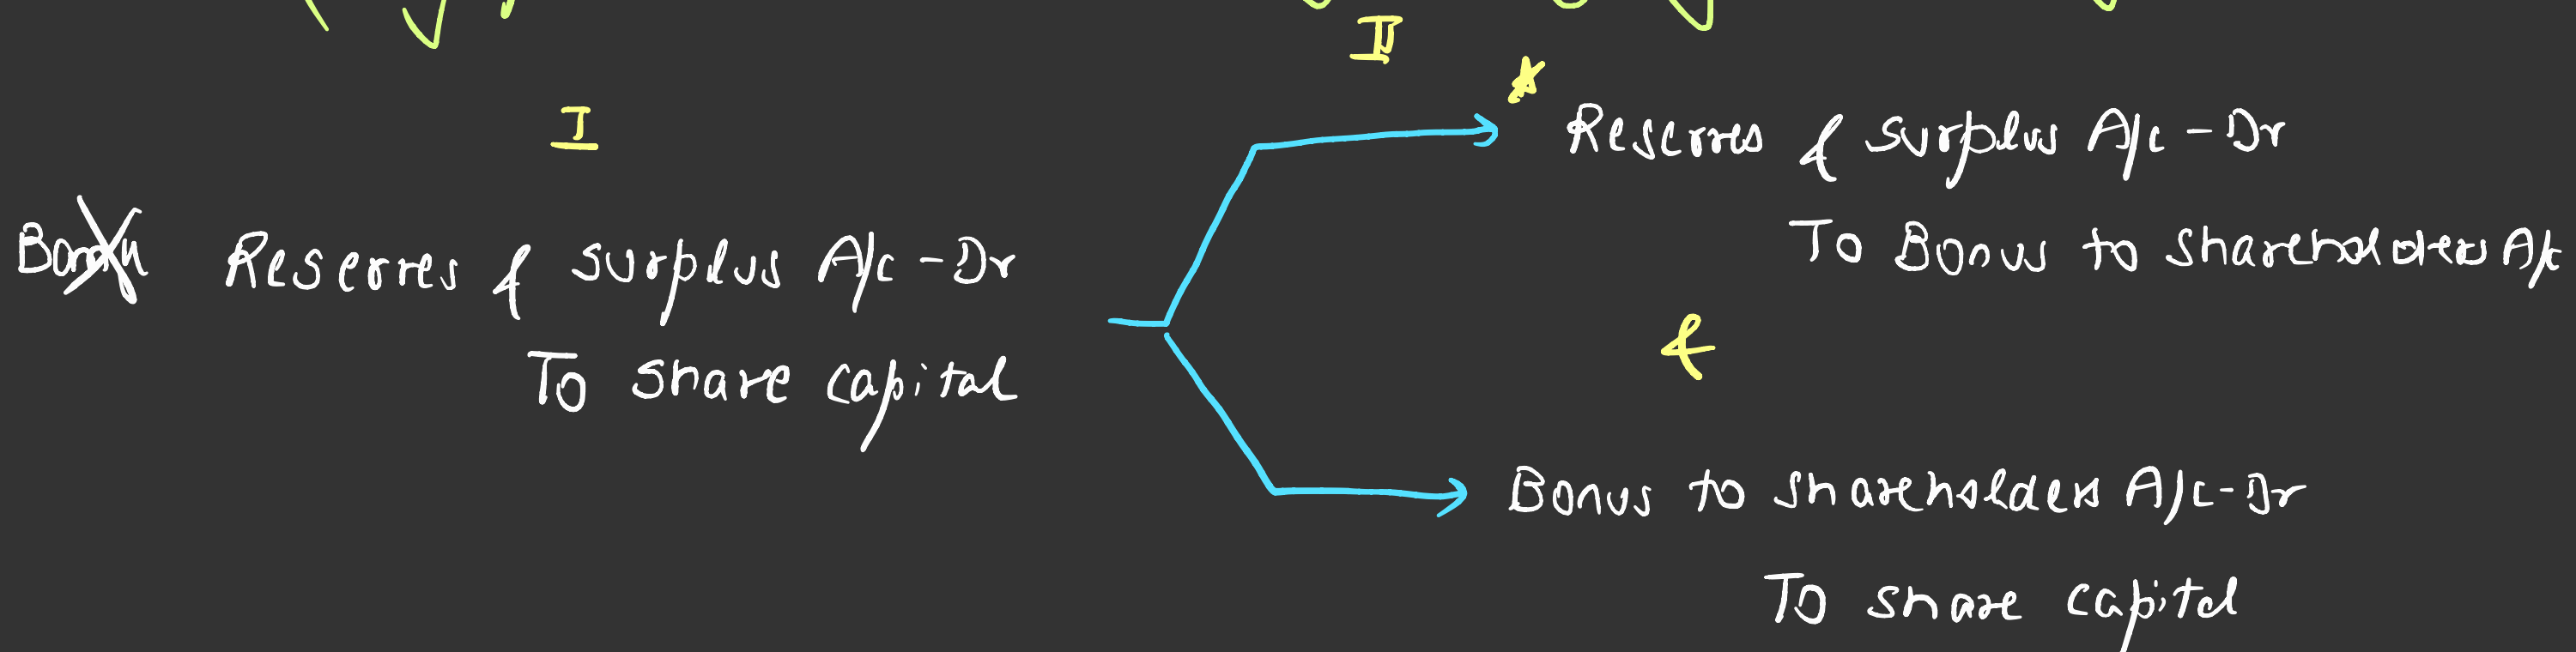 I
Reserves & surplus A/c - Dr
To share capital
II
Reserves & surplus A/c - Dr
To Bonus to shareholders A/c
&
Bonus to shareholders A/c - Dr
To share capital